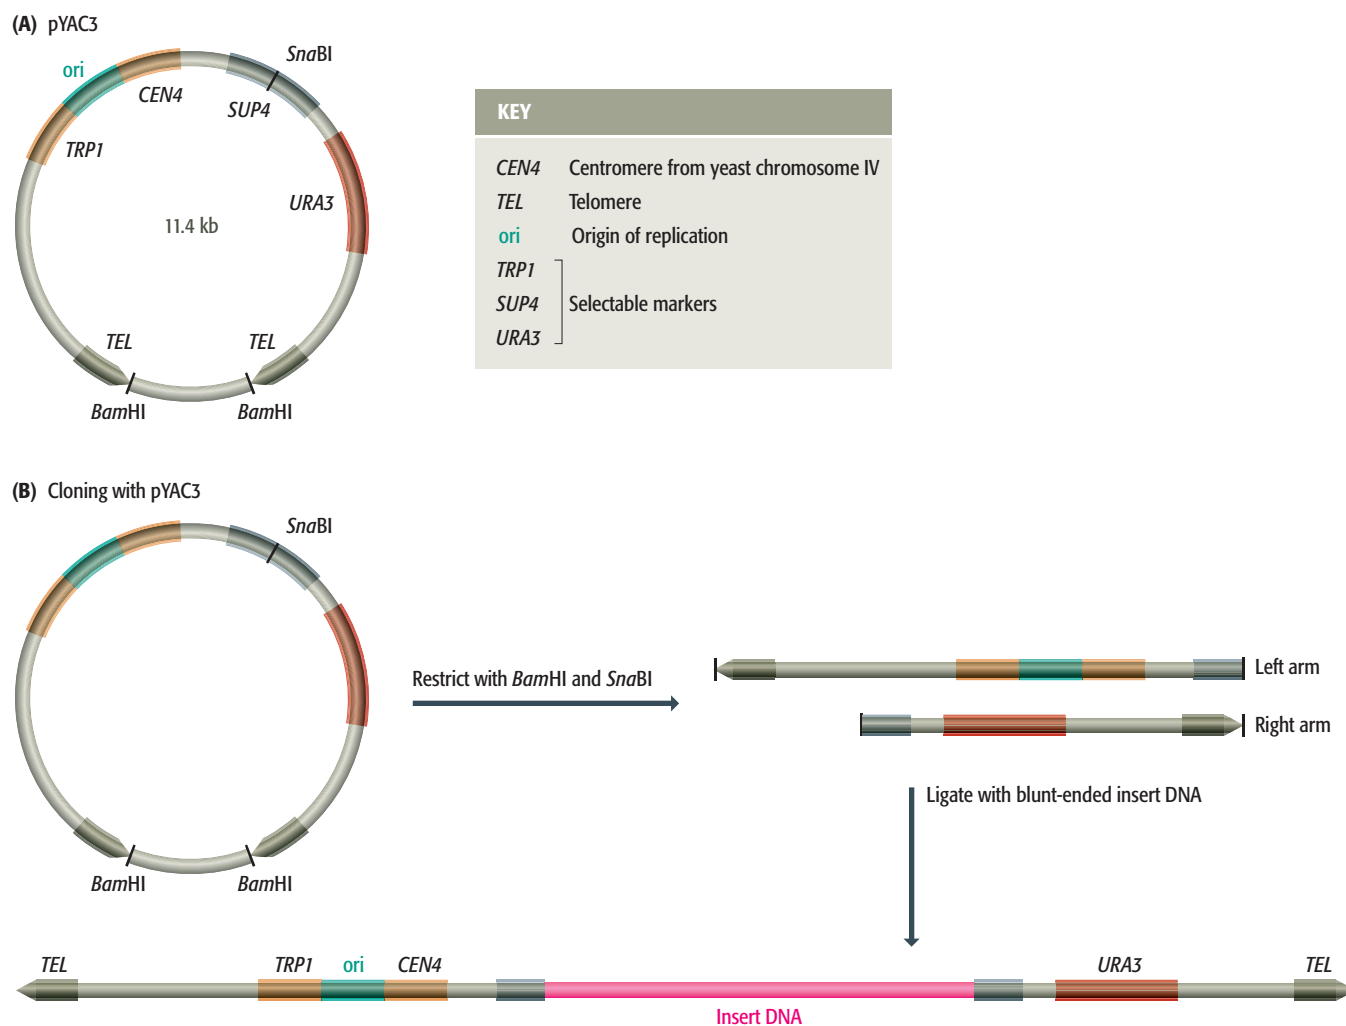 (A) pYAC3
SnaBI
ori
CEN4
SUP4
TRP1
URA3
11.4 kb
TEL
TEL
BamHI
BamHI
KEY
CEN4 Centromere from yeast chromosome IV
TEL Telomere
ori Origin of replication
TRP1
SUP4 Selectable markers
URA3
(B) Cloning with pYAC3
SnaBI
BamHI
BamHI
Restrict with BamHI and SnaBI
Left arm
Right arm
Ligate with blunt-ended insert DNA
TEL TRP1 ori CEN4 URA3 TEL
Insert DNA